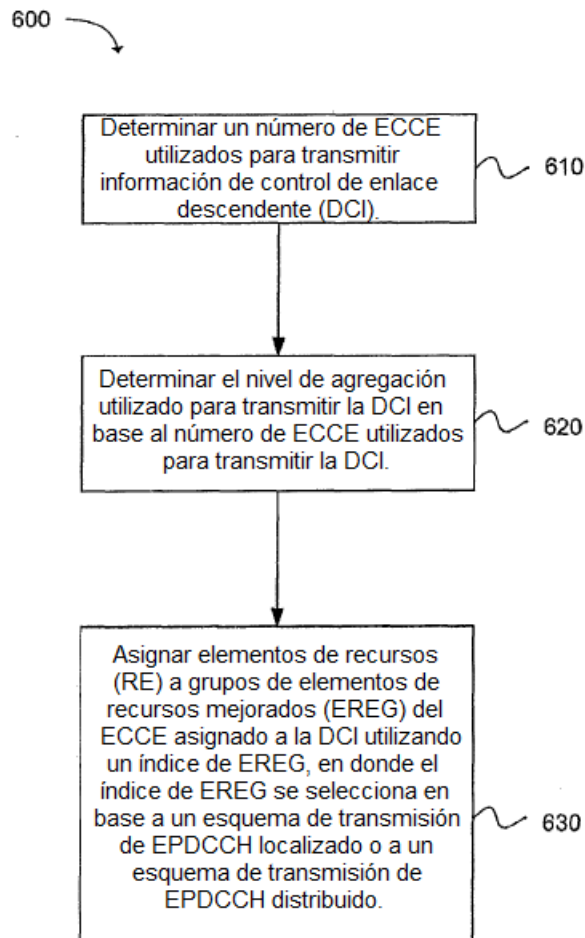 600
Determinar un número de ECCE
utilizados para transmitir
información de control de enlace
descendente (DCI).
610
Determinar el nivel de agregación
utilizado para transmitir la DCI en
base al número de ECCE utilizados
para transmitir la DCI.
620
Asignar elementos de recursos
(RE) a grupos de elementos de
recursos mejorados (EREG) del
ECCE asignado a la DCI utilizando
un índice de EREG, en donde el
índice de EREG se selecciona en
base a un esquema de transmisión
de EPDCCH localizado o a un
esquema de transmisión de
EPDCCH distribuido.
630